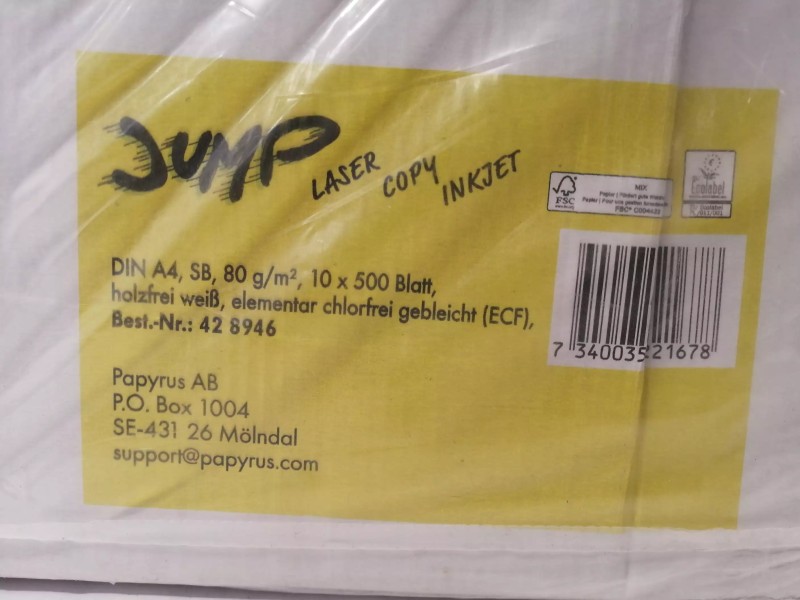 JUMP
LASER COPY INKJET
FSC
MIX
Ecolabel
DIN A4, SB, 80 g/m², 10 x 500 Blatt,
holzfrei weiß, elementar chlorfrei gebleicht (ECF),
Best.-Nr.: 42 8946
7 340035 21678
Papyrus AB
P.O. Box 1004
SE-431 26 Mölndal
support@papyrus.com